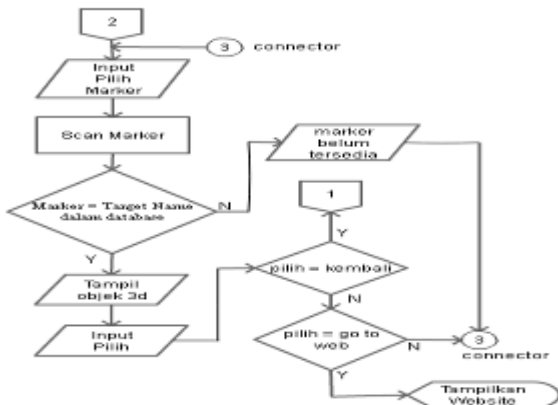 2
3 connector
Input
Pilih
Marker
Scan Marker
marker
belum
tersedia
Marker = Target Name
dalam database
N
Y
1
Y
Tampil
objek 3d
pilih = kembali
N
Input
Pilih
pilih = go to
web
N
3
connector
Y
Tampilkan
Website